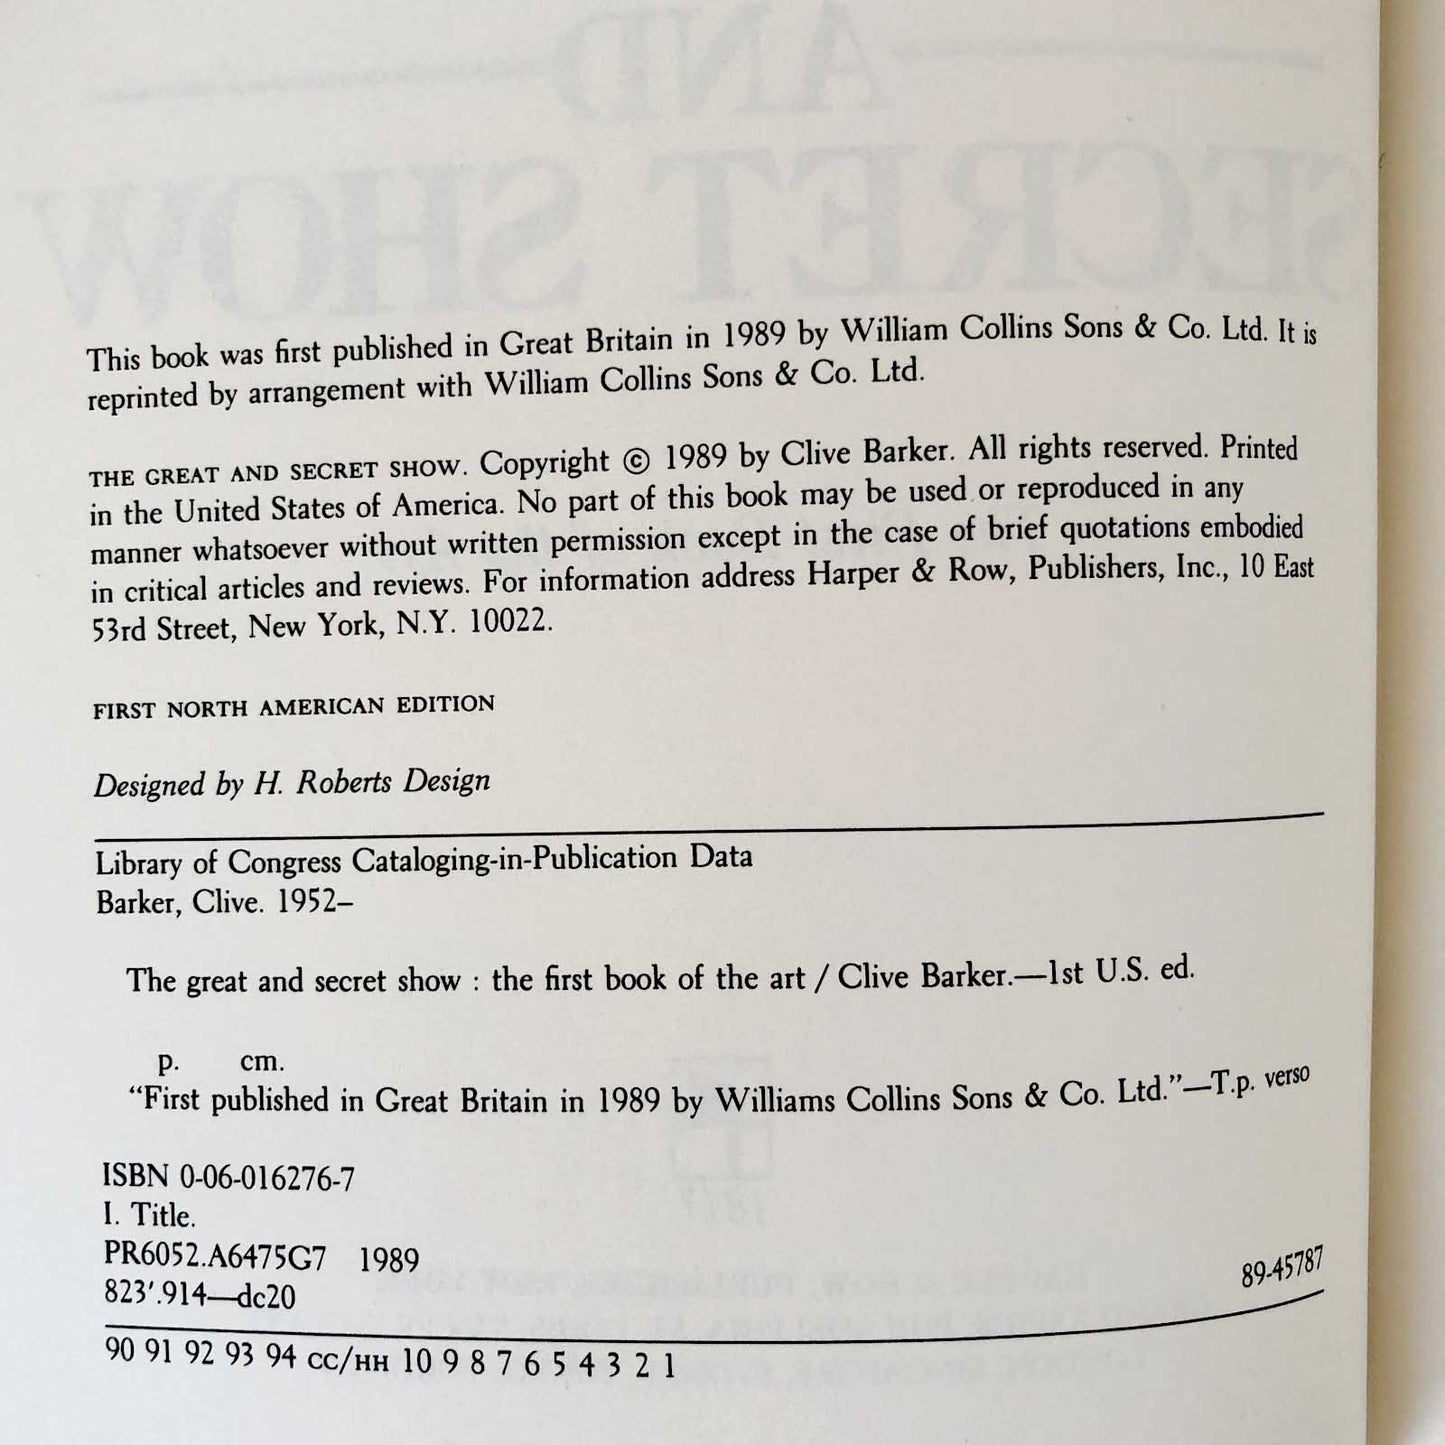 This book was first published in Great Britain in 1989 by William Collins Sons & Co. Ltd. It is
reprinted by arrangement with William Collins Sons & Co. Ltd.
THE GREAT AND SECRET SHOW. Copyright © 1989 by Clive Barker. All rights reserved. Printed
in the United States of America. No part of this book may be used or reproduced in any
manner whatsoever without written permission except in the case of brief quotations embodied
in critical articles and reviews. For information address Harper & Row, Publishers, Inc., 10 East
53rd Street, New York, N.Y. 10022.
FIRST NORTH AMERICAN EDITION
Designed by H. Roberts Design
Library of Congress Cataloging-in-Publication Data
Barker, Clive. 1952–
The great and secret show : the first book of the art / Clive Barker.—1st U.S. ed.
p. cm.
“First published in Great Britain in 1989 by Williams Collins Sons & Co. Ltd.”—T.p. verso
ISBN 0-06-016276-7
I. Title.
PR6052.A6475G7 1989
823′.914—dc20 89-45787
90 91 92 93 94 CC/HH 10 9 8 7 6 5 4 3 2 1